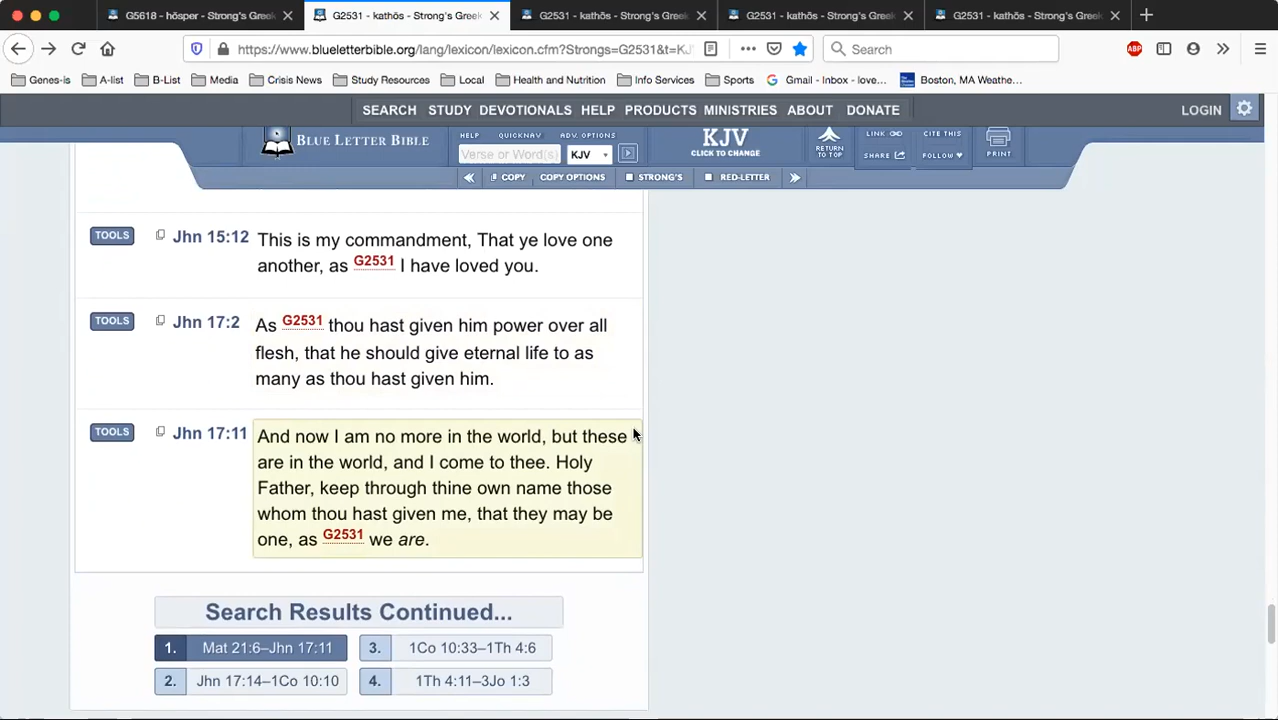 G5618 - hōsper - Strong's Greek
G2531 - kathōs - Strong's Greek
G2531 - kathōs - Strong's Greek
G2531 - kathōs - Strong's Greek
G2531 - kathōs - Strong's Greek
https://www.blueletterbible.org/lang/lexicon/lexicon.cfm?Strongs=G2531&t=KJ
Search
ABP
Genes-is
A-list
B-List
Media
Crisis News
Study Resources
Local
Health and Nutrition
Info Services
Sports
Gmail - Inbox - love...
Boston, MA Weathe...
SEARCH STUDY DEVOTIONALS HELP PRODUCTS MINISTRIES ABOUT DONATE
LOGIN
BLUE LETTER BIBLE
HELP QUICKNAV ADV. OPTIONS
Verse or Word(s)
KJV
KJV
CLICK TO CHANGE
RETURN
TO TOP
LINK
CITE THIS
SHARE
FOLLOW
PRINT
COPY COPY OPTIONS STRONG'S RED-LETTER
TOOLS Jhn 15:12 This is my commandment, That ye love one
another, as G2531 I have loved you.
TOOLS Jhn 17:2 As G2531 thou hast given him power over all
flesh, that he should give eternal life to as
many as thou hast given him.
TOOLS Jhn 17:11 And now I am no more in the world, but these
are in the world, and I come to thee. Holy
Father, keep through thine own name those
whom thou hast given me, that they may be
one, as G2531 we are.
Search Results Continued...
1. Mat 21:6–Jhn 17:11
3. 1Co 10:33–1Th 4:6
2. Jhn 17:14–1Co 10:10
4. 1Th 4:11–3Jo 1:3